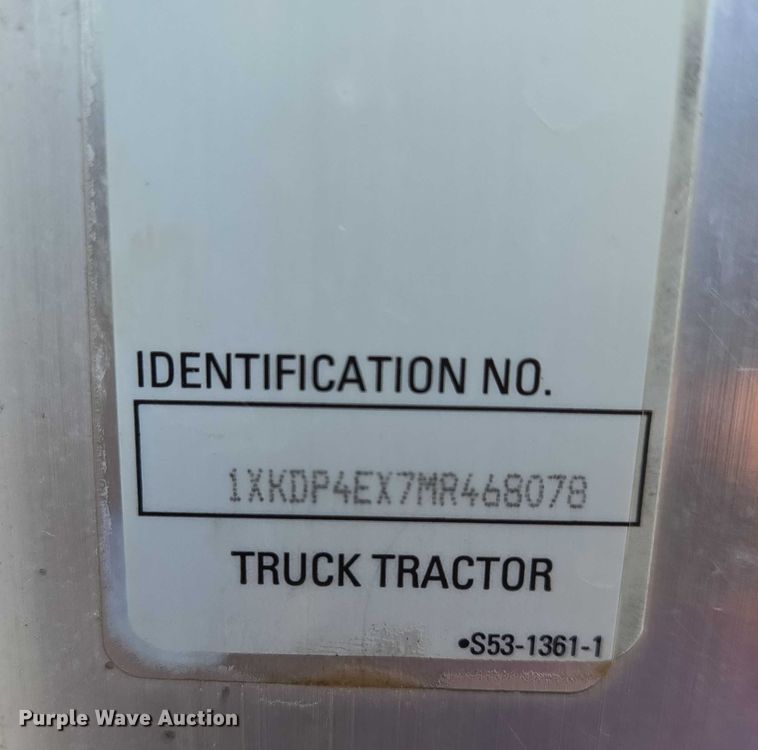 IDENTIFICATION NO.
1XKDP4EX7MR468078
TRUCK TRACTOR
•S53-1361-1
Purple Wave Auction